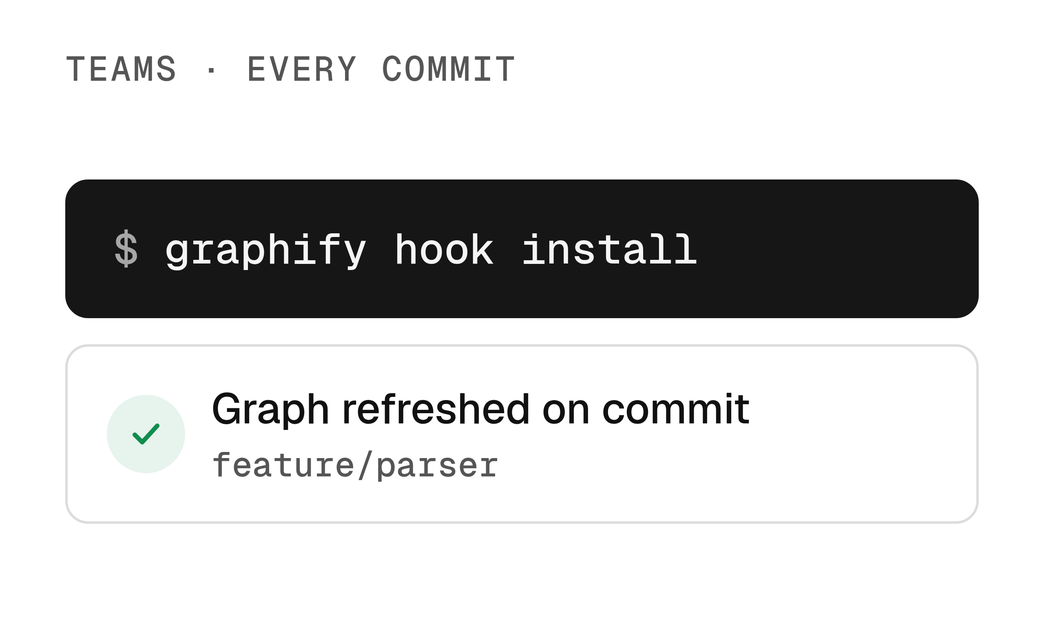 TEAMS · EVERY COMMIT
$ graphify hook install
Graph refreshed on commit
feature/parser